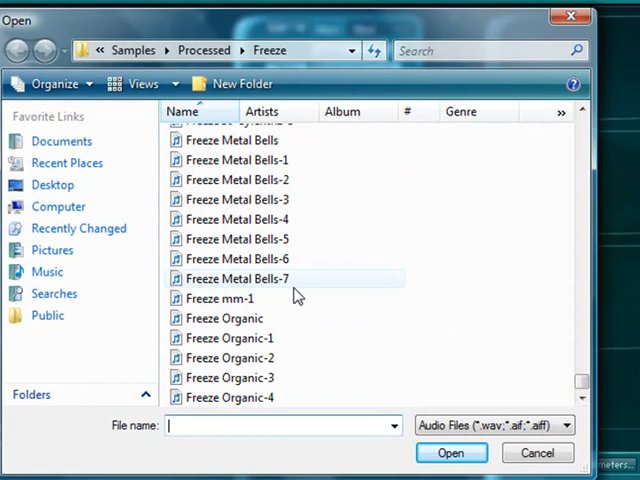 Open
« Samples Processed Freeze Search
Organize Views New Folder
Favorite Links
Documents
Recent Places
Desktop
Computer
Recently Changed
Pictures
Music
Searches
Public
Folders
Name Artists Album # Genre »
Freeze Metal Bells
Freeze Metal Bells-1
Freeze Metal Bells-2
Freeze Metal Bells-3
Freeze Metal Bells-4
Freeze Metal Bells-5
Freeze Metal Bells-6
Freeze Metal Bells-7
Freeze mm-1
Freeze Organic
Freeze Organic-1
Freeze Organic-2
Freeze Organic-3
Freeze Organic-4
File name: Audio Files (*.wav;*.aif;*.aiff)
Open Cancel